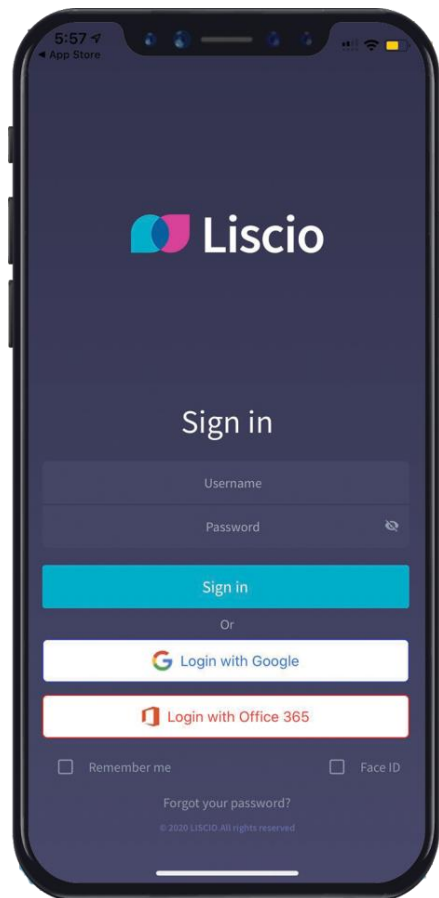 5:57
◀ App Store
Liscio
Sign in
Username
Password
Sign in
Or
Login with Google
Login with Office 365
Remember me
Face ID
Forgot your password?
© 2020 LISCIO All rights reserved